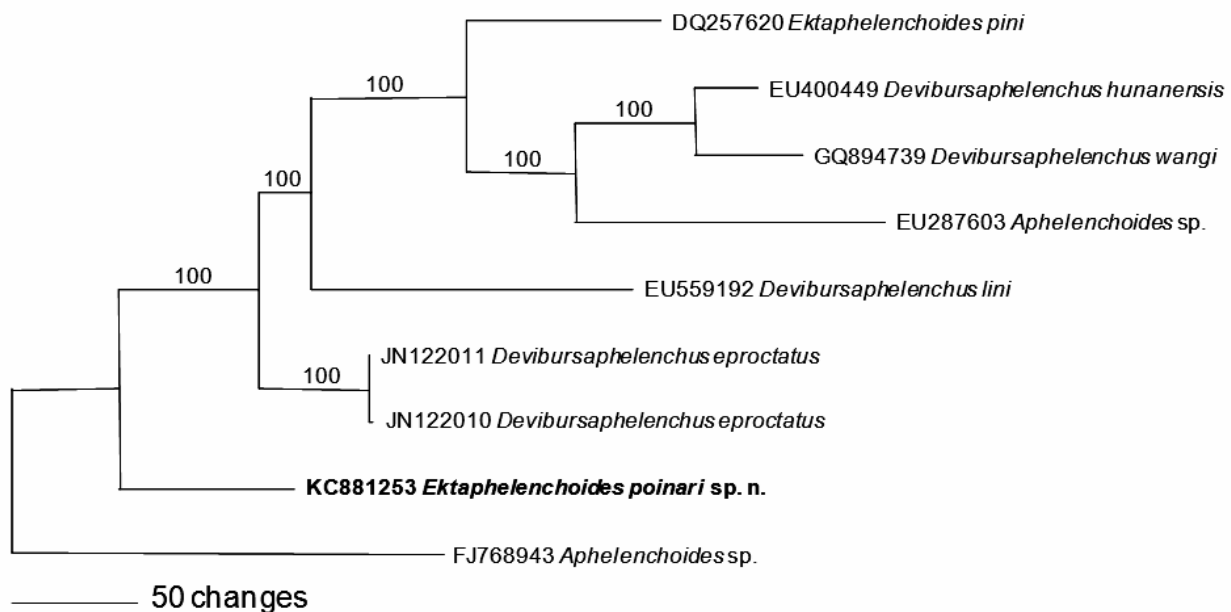 DQ257620 Ektaphelenchoides pini
100
EU400449 Devibursaphelenchus hunanensis
100
GQ894739 Devibursaphelenchus wangi
100
100
EU287603 Aphelenchoides sp.
100
EU559192 Devibursaphelenchus lini
JN122011 Devibursaphelenchus eproctatus
100
JN122010 Devibursaphelenchus eproctatus
KC881253 Ektaphelenchoides poinari sp. n.
FJ768943 Aphelenchoides sp.
50 changes